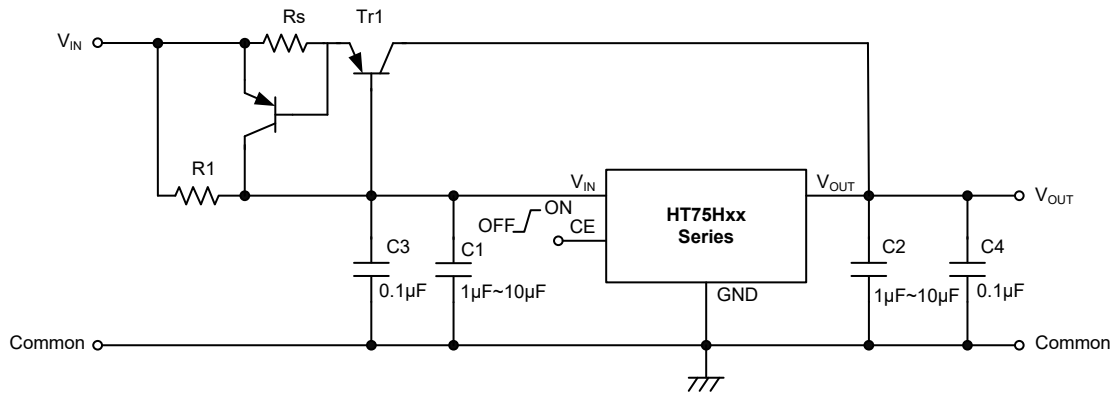 Rs
Tr1
VIN
R1
VIN
VOUT
ON
OFF
CE
HT75Hxx
Series
VOUT
C3
0.1µF
C1
1µF~10µF
GND
C2
1µF~10µF
C4
0.1µF
Common
Common